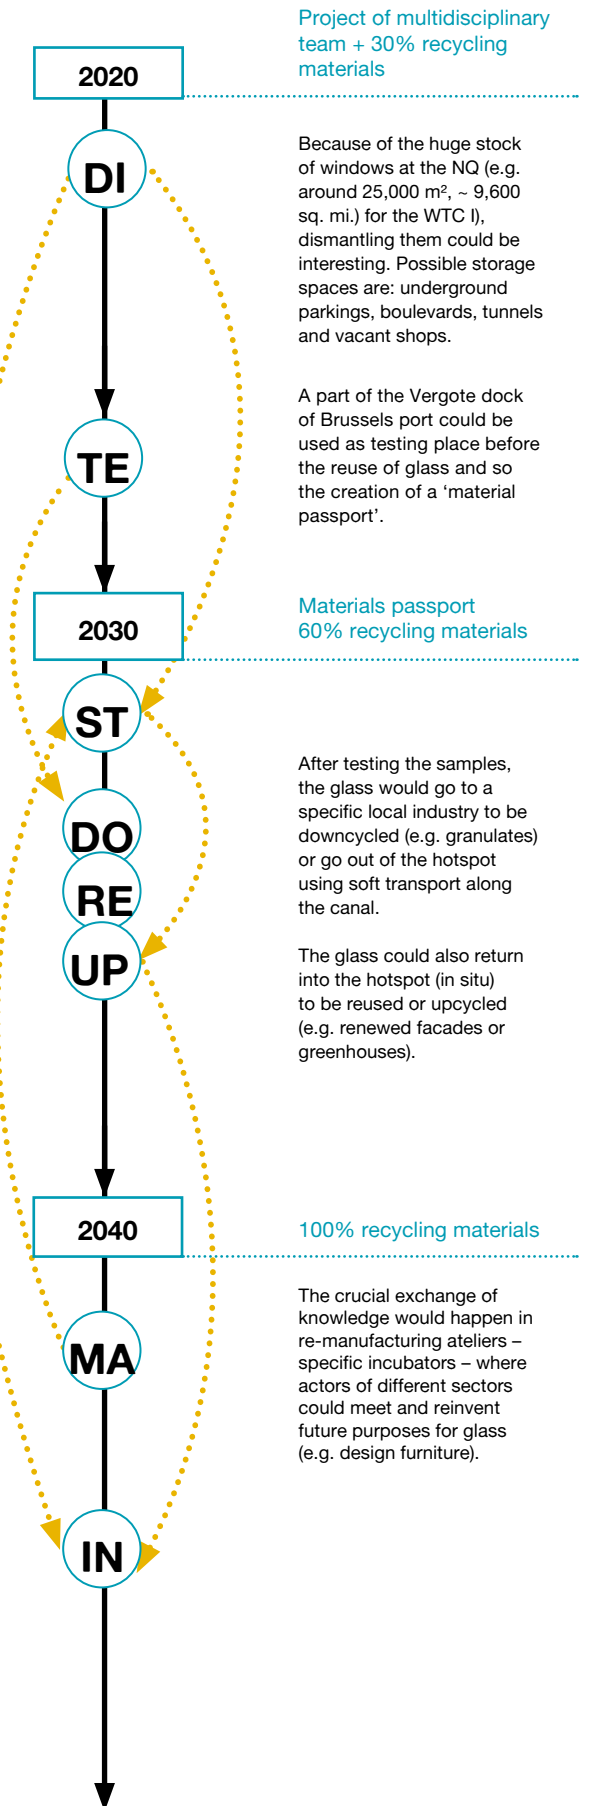 Project of multidisciplinary
team + 30% recycling
materials
2020
Because of the huge stock
of windows at the NQ (e.g.
around 25,000 m², ~ 9,600
sq. mi.) for the WTC I),
dismantling them could be
interesting. Possible storage
spaces are: underground
parkings, boulevards, tunnels
and vacant shops.
DI
A part of the Vergote dock
of Brussels port could be
used as testing place before
the reuse of glass and so
the creation of a ‘material
passport’.
TE
Materials passport
60% recycling materials
2030
ST
After testing the samples,
the glass would go to a
specific local industry to be
downcycled (e.g. granulates)
or go out of the hotspot
using soft transport along
the canal.
DO
RE
UP
The glass could also return
into the hotspot (in situ)
to be reused or upcycled
(e.g. renewed facades or
greenhouses).
2040
100% recycling materials
The crucial exchange of
knowledge would happen in
re-manufacturing ateliers –
specific incubators – where
actors of different sectors
could meet and reinvent
future purposes for glass
(e.g. design furniture).
MA
IN